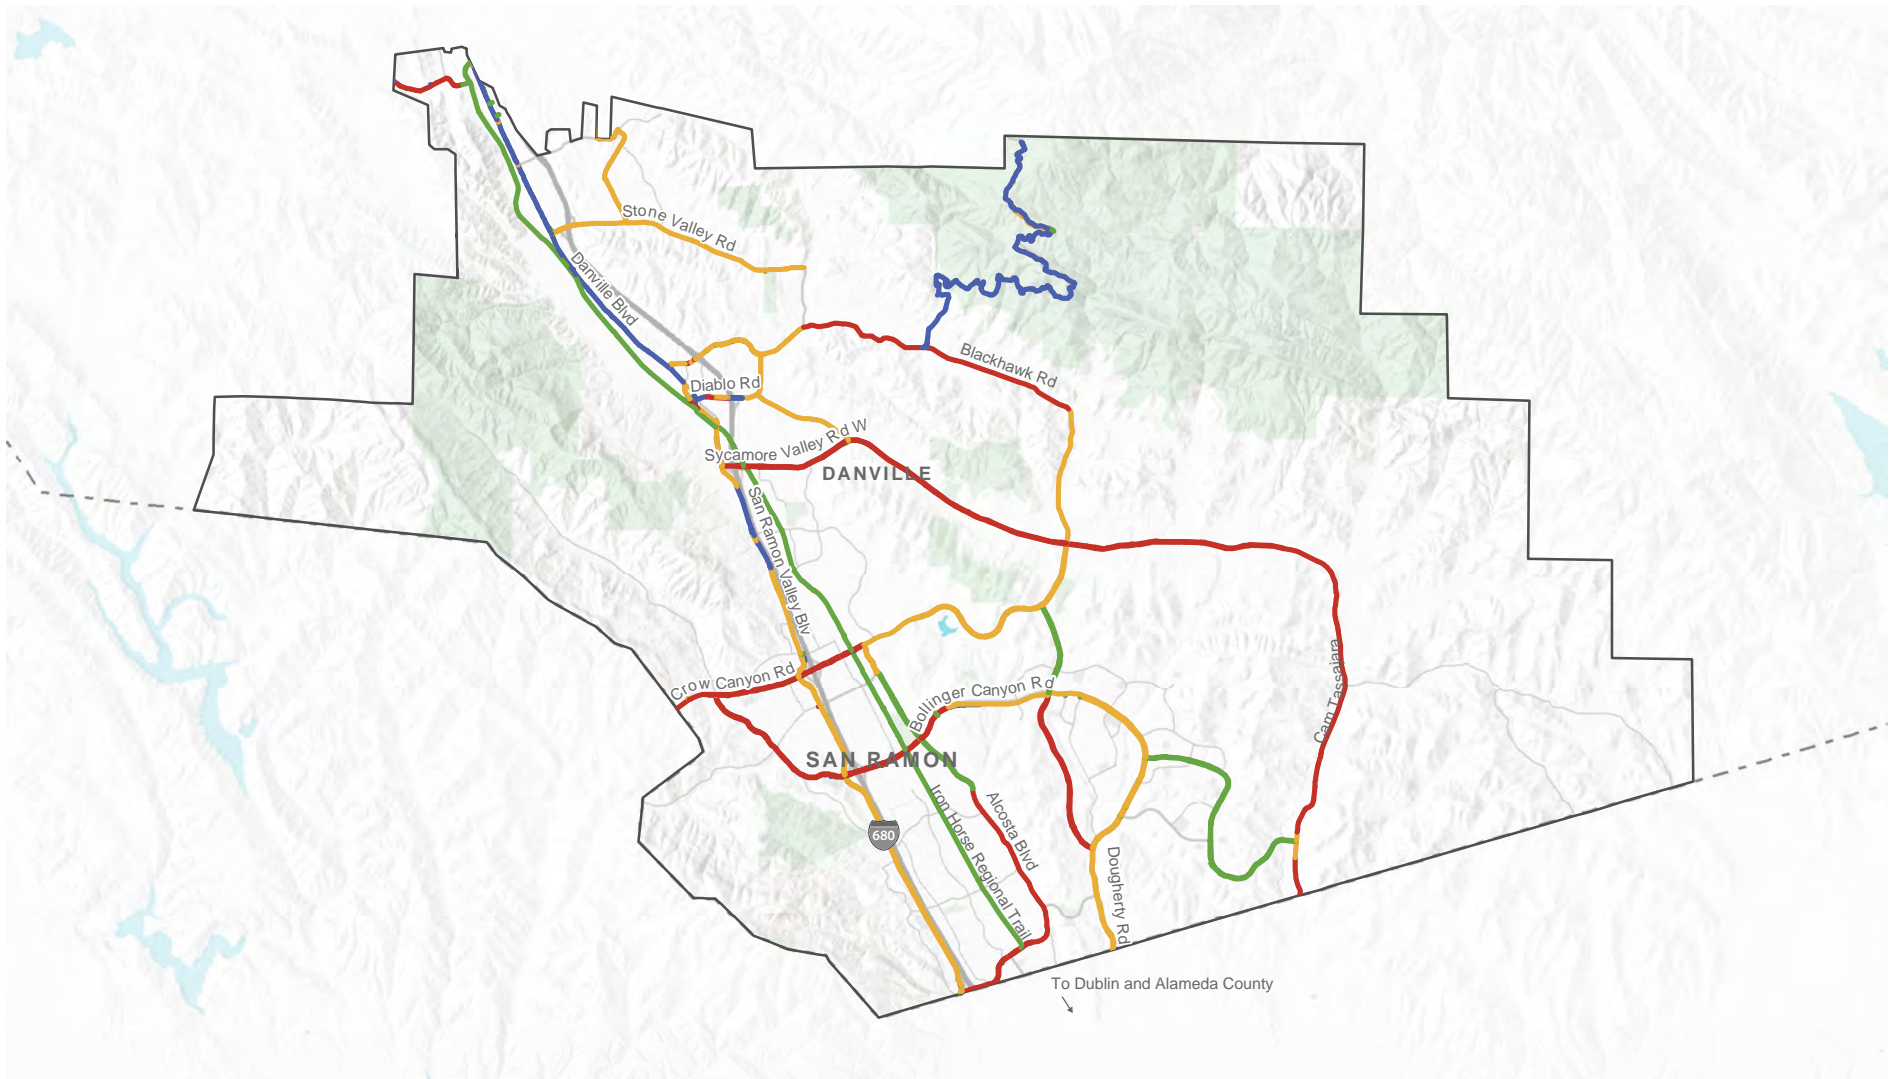 Stone Valley Rd
Danville Blvd
Blackhawk Rd
Diablo Rd
Sycamore Valley Rd W
DANVILLE
San Ramon Valley Blv
Crow Canyon Rd
Bollinger Canyon Rd
Cam Tassajara
SAN RAMON
Iron Horse Regional Trail
Alcosta Blvd
680
Dougherty Rd
To Dublin and Alameda County